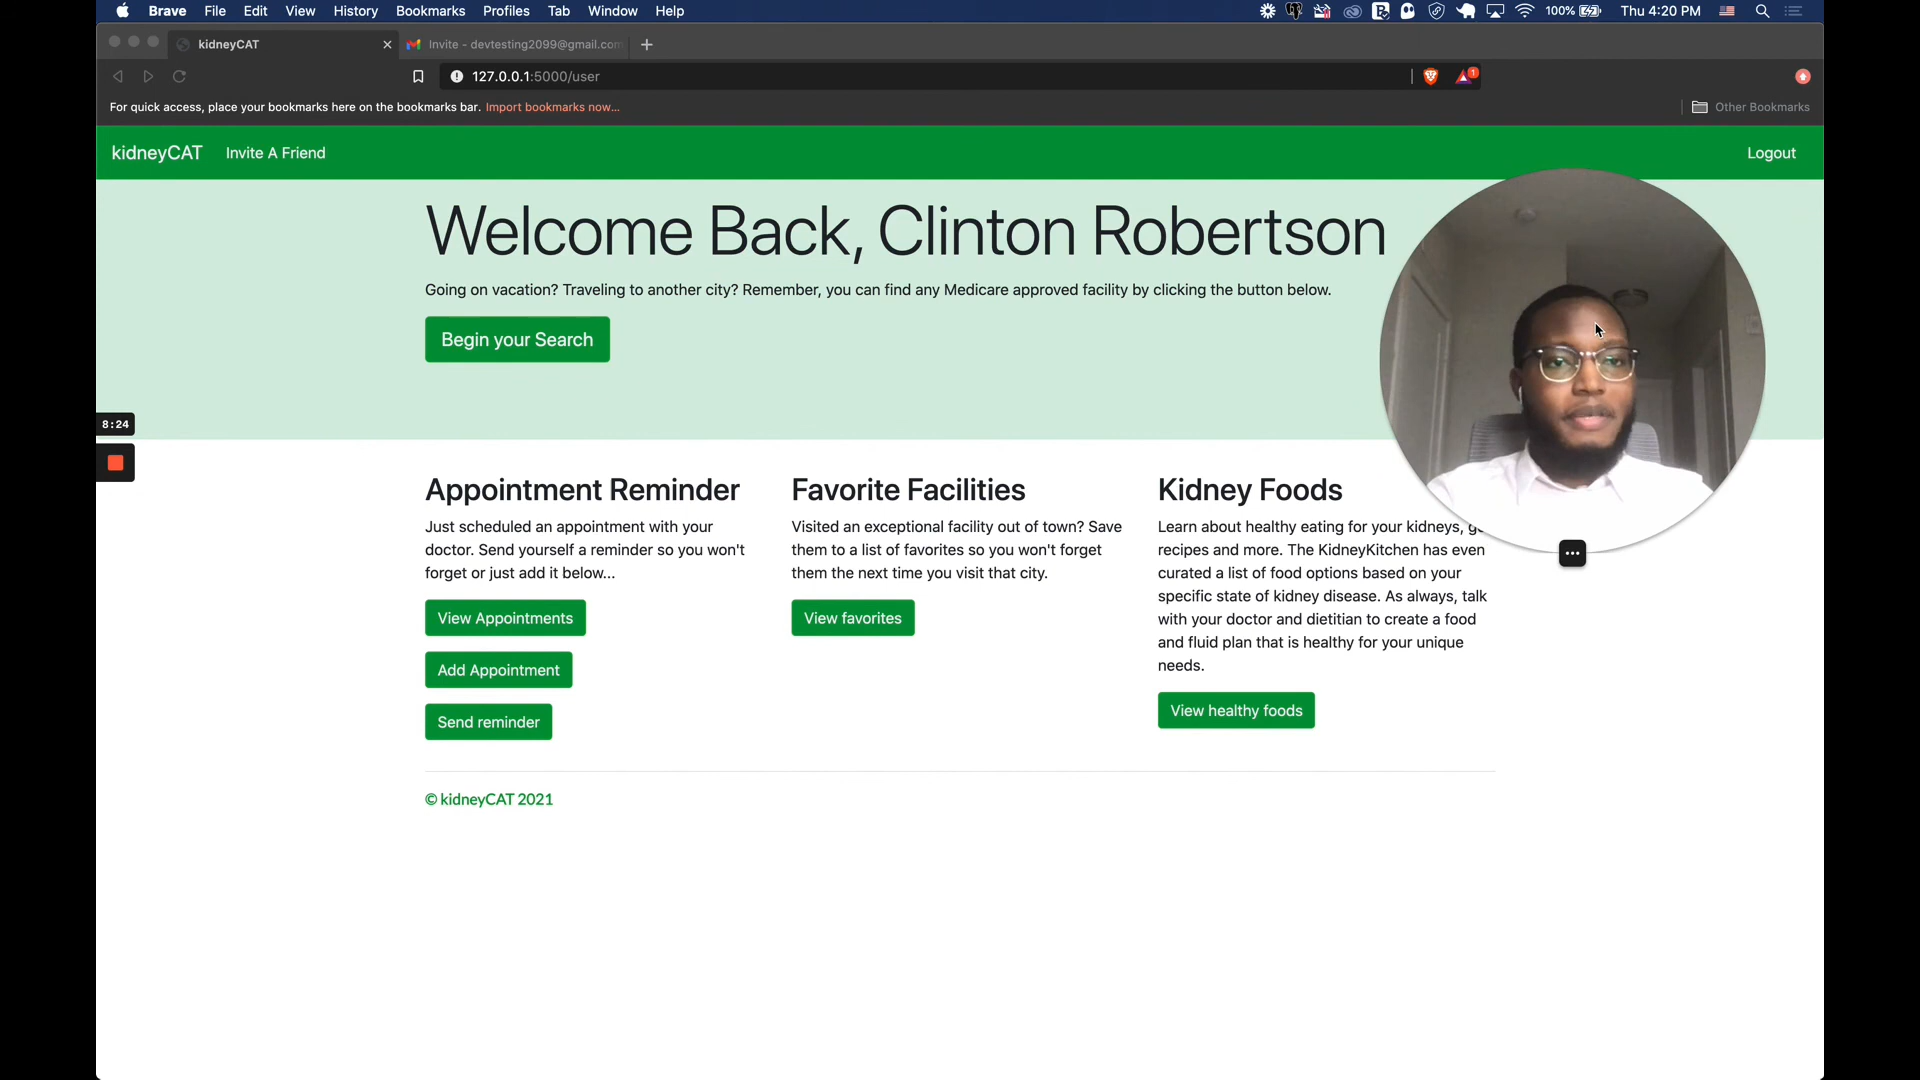 Brave File Edit View History Bookmarks Profiles Tab Window Help 100% Thu 4:20 PM
kidneyCAT Invite - devtesting2099@gmail.com
127.0.0.1:5000/user 1
For quick access, place your bookmarks here on the bookmarks bar. Import bookmarks now... Other Bookmarks
kidneyCAT Invite A Friend Logout
Welcome Back, Clinton Robertson
Going on vacation? Traveling to another city? Remember, you can find any Medicare approved facility by clicking the button below.
Begin your Search
8:24
Appointment Reminder
Just scheduled an appointment with your
doctor. Send yourself a reminder so you won't
forget or just add it below...
View Appointments
Add Appointment
Send reminder
Favorite Facilities
Visited an exceptional facility out of town? Save
them to a list of favorites so you won't forget
them the next time you visit that city.
View favorites
Kidney Foods
Learn about healthy eating for your kidneys,
recipes and more. The KidneyKitchen has even
curated a list of food options based on your
specific state of kidney disease. As always, talk
with your doctor and dietitian to create a food
and fluid plan that is healthy for your unique
needs.
View healthy foods
© kidneyCAT 2021